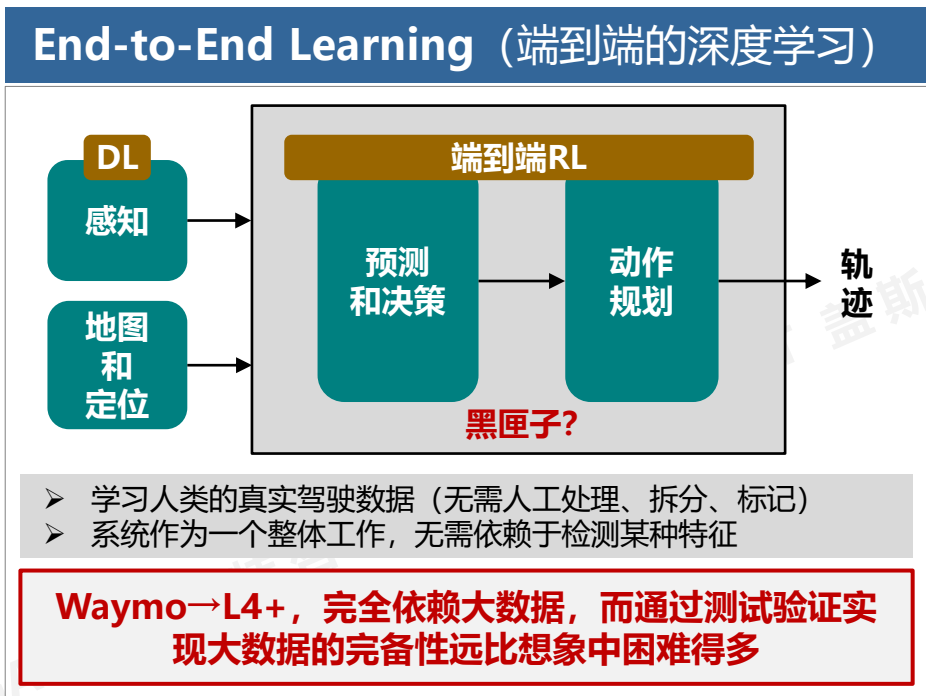 End-to-End Learning（端到端的深度学习）
DL
感知
地图
和
定位
端到端RL
预测
和决策
动作
规划
黑匣子?
轨
迹
盖斯
➢ 学习人类的真实驾驶数据（无需人工处理、拆分、标记）
➢ 系统作为一个整体工作，无需依赖于检测某种特征
Waymo→L4+，完全依赖大数据，而通过测试验证实
现大数据的完备性远比想象中困难得多